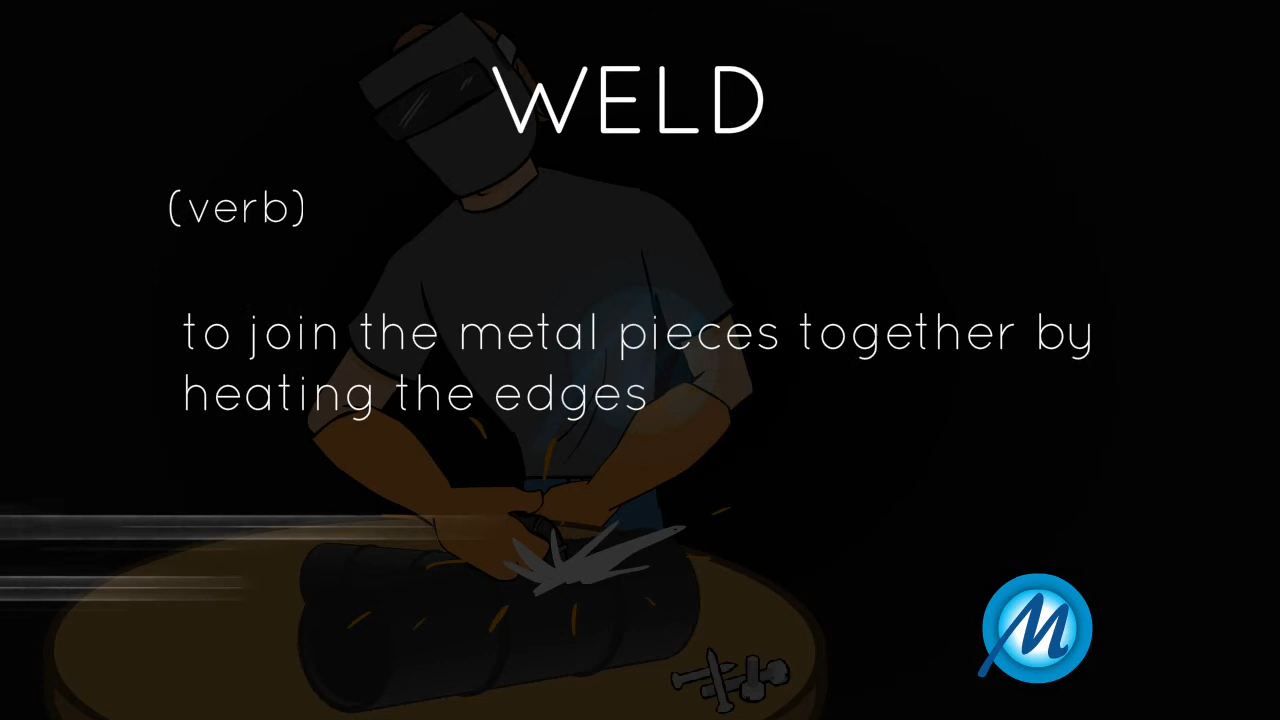 WELD
(verb)
to join the metal pieces together by
heating the edges
M